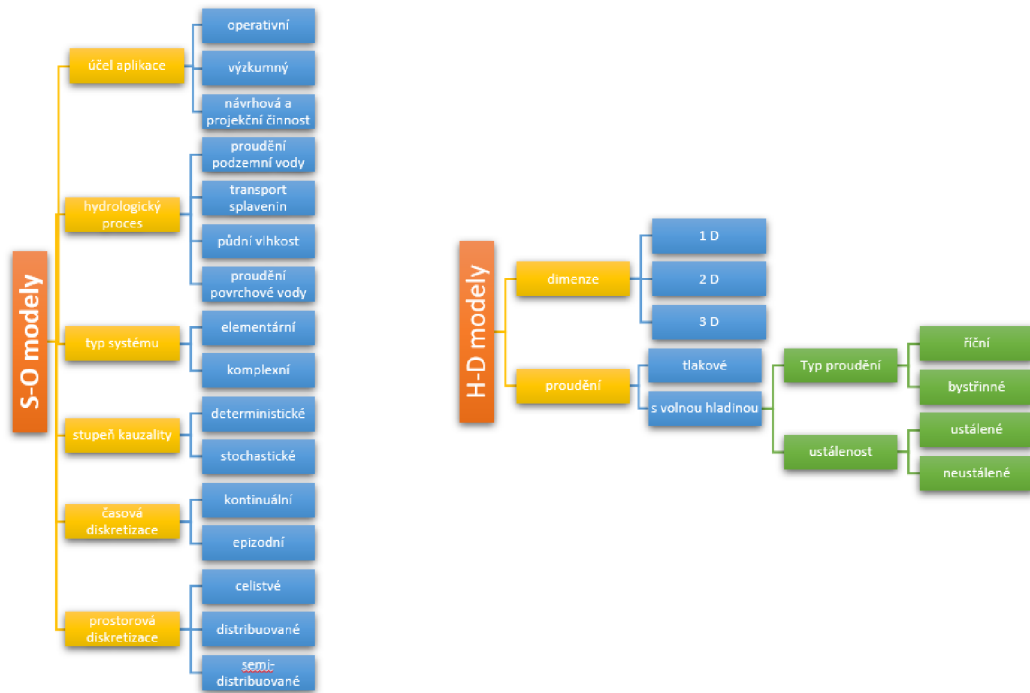 S-O modely
účel aplikace
operativní
výzkumný
návrhová a
projekční činnost
hydrologický
proces
proudění
podzemní vody
transport
splavenin
půdní vlhkost
proudění
povrchové vody
typ systému
elementární
komplexní
stupeň kauzality
deterministické
stochastické
časová
diskretizace
kontinuální
epizodní
prostorová
diskretizace
celistvé
distribuované
semi-
distribuované
H-D modely
dimenze
1 D
2 D
3 D
proudění
tlakové
s volnou hladinou
Typ proudění
říční
bystřinné
ustálenost
ustálené
neustálené